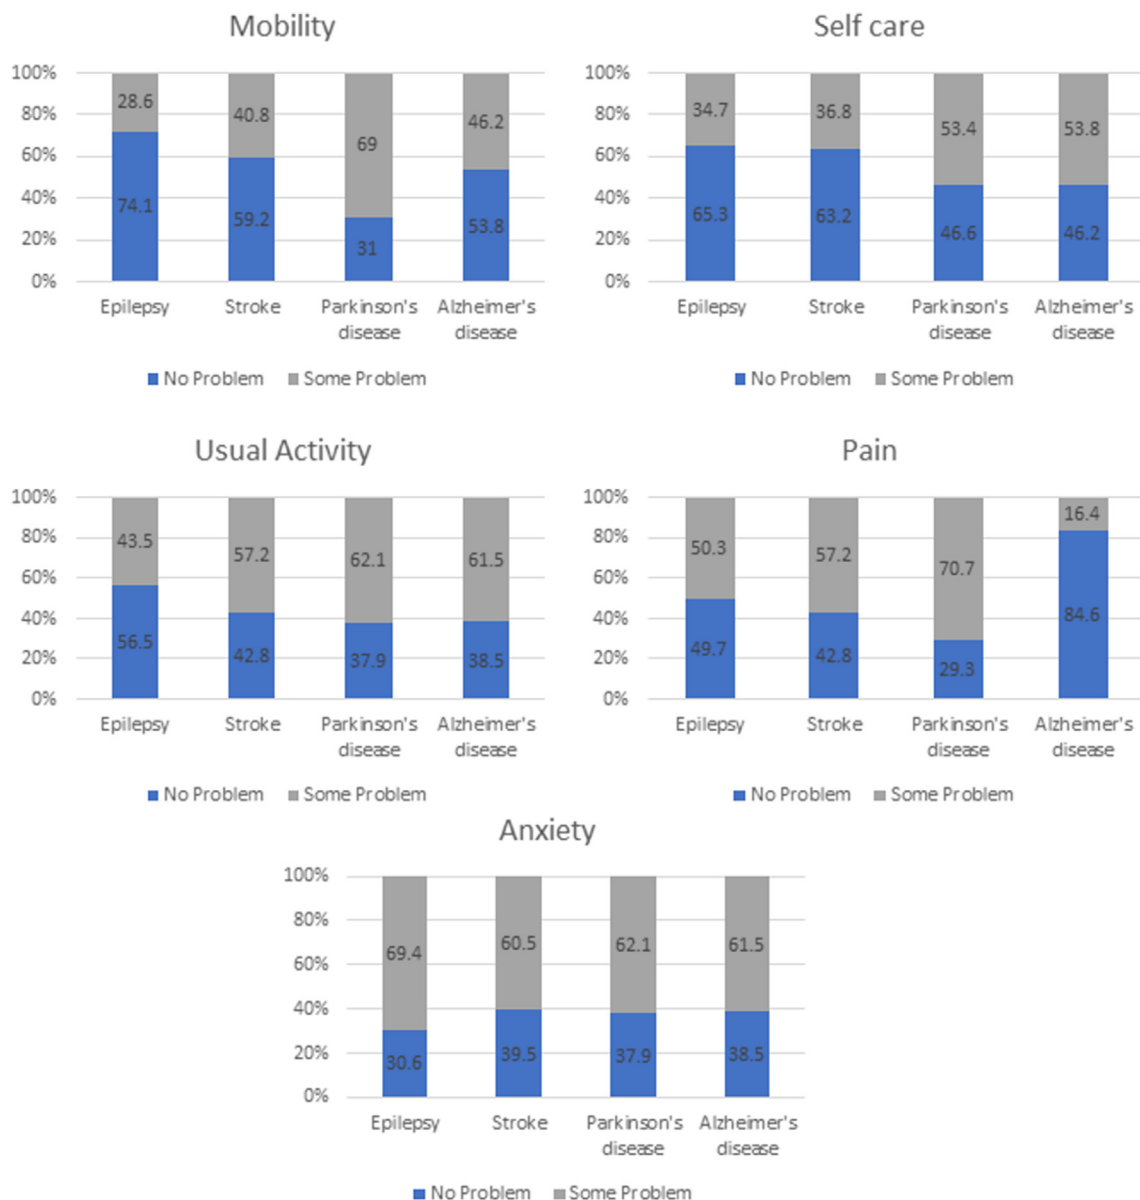 Mobility
100%
80%
60%
40%
20%
0%
28.6 40.8 69 46.2
74.1 59.2 31 53.8
Epilepsy Stroke Parkinson's Alzheimer's
disease disease
No Problem Some Problem
Self care
100%
80%
60%
40%
20%
0%
34.7 36.8 53.4 53.8
65.3 63.2 46.6 46.2
Epilepsy Stroke Parkinson's Alzheimer's
disease disease
No Problem Some Problem
Usual Activity
100%
80%
60%
40%
20%
0%
43.5 57.2 62.1 61.5
56.5 42.8 37.9 38.5
Epilepsy Stroke Parkinson's Alzheimer's
disease disease
No Problem Some Problem
Pain
100%
80%
60%
40%
20%
0%
50.3 57.2 70.7 16.4
49.7 42.8 29.3 84.6
Epilepsy Stroke Parkinson's Alzheimer's
disease disease
No Problem Some Problem
Anxiety
100%
80%
60%
40%
20%
0%
69.4 60.5 62.1 61.5
30.6 39.5 37.9 38.5
Epilepsy Stroke Parkinson's Alzheimer's
disease disease
No Problem Some Problem